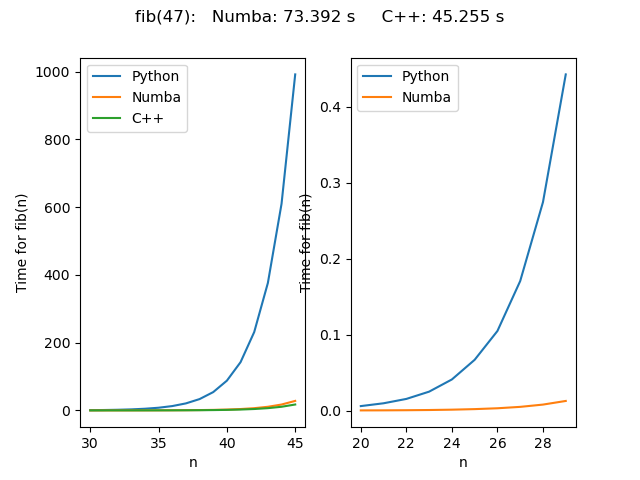 fib(47):   Numba: 73.392 s     C++: 45.255 s
Time for fib(n)
1000
800
600
400
200
0
Python
Numba
C++
30
35
40
45
n
Time for fib(n)
0.4
0.3
0.2
0.1
0.0
Python
Numba
20
22
24
26
28
n